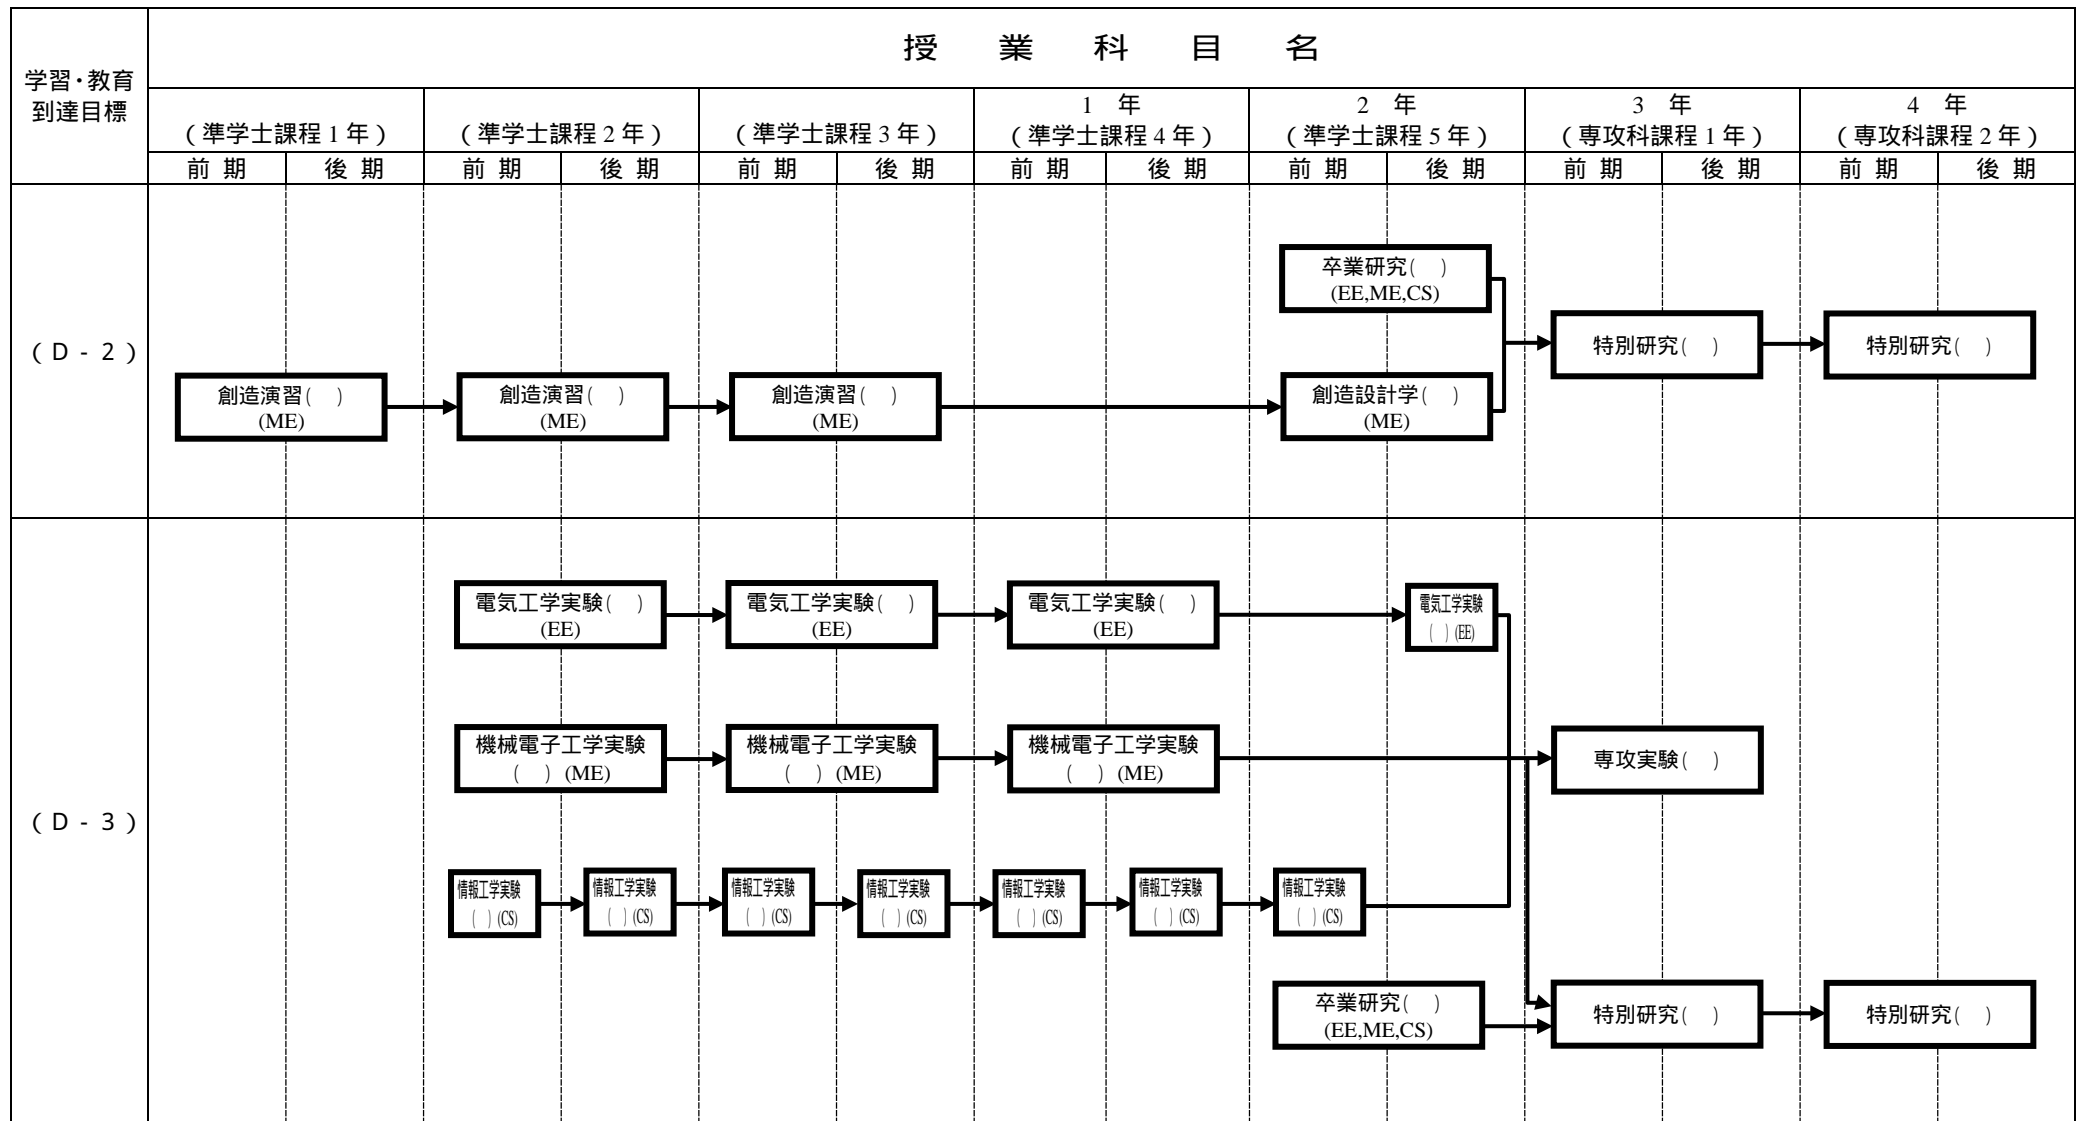 授 業 科 目 名
学習・教育
到達目標
(準学士課程1年)
(準学士課程2年)
(準学士課程3年)
1 年
(準学士課程4年)
2 年
(準学士課程5年)
3 年
(専攻科課程1年)
4 年
(専攻科課程2年)
前 期
後 期
前 期
後 期
前 期
後 期
前 期
後 期
前 期
後 期
前 期
後 期
前 期
後 期
(D-2)
卒業研究( )
(EE,ME,CS)
特別研究( )
特別研究( )
創造演習( )
(ME)
創造演習( )
(ME)
創造演習( )
(ME)
創造設計学( )
(ME)
(D-3)
電気工学実験( )
(EE)
電気工学実験( )
(EE)
電気工学実験( )
(EE)
電気工学実験
( )(EE)
機械電子工学実験
( )(ME)
機械電子工学実験
( )(ME)
機械電子工学実験
( )(ME)
専攻実験( )
情報工学実験
( )(CS)
情報工学実験
( )(CS)
情報工学実験
( )(CS)
情報工学実験
( )(CS)
情報工学実験
( )(CS)
情報工学実験
( )(CS)
情報工学実験
( )(CS)
卒業研究( )
(EE,ME,CS)
特別研究( )
特別研究( )